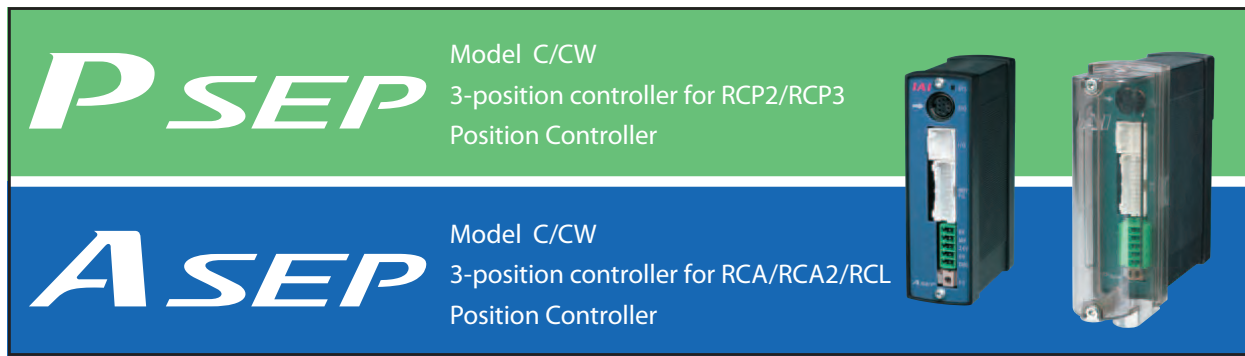 PSEP
Model C/CW
3-position controller for RCP2/RCP3
Position Controller
ASEP
Model C/CW
3-position controller for RCA/RCA2/RCL
Position Controller
IAI
ASEP